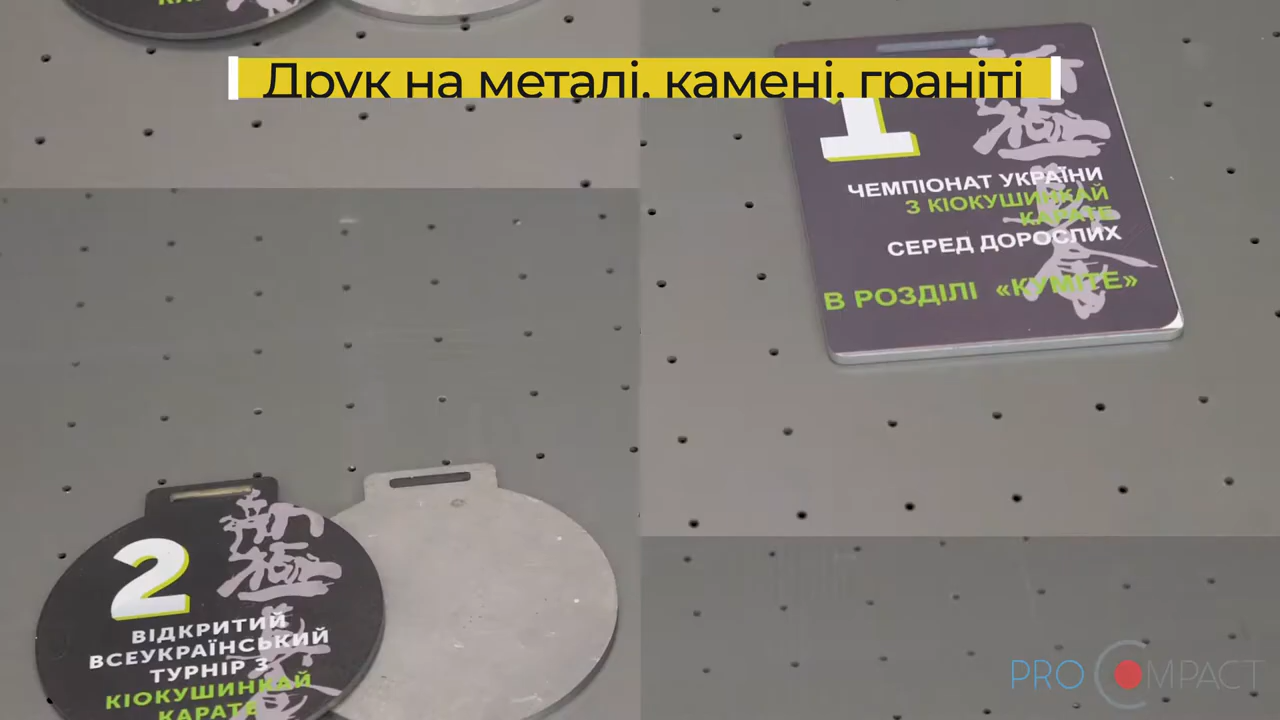 Друк на металі, камені, граніті
1
ЧЕМПІОНАТ УКРАЇНИ
З КІОКУШИНКАЙ
КАРАТЕ
СЕРЕД ДОРОСЛИХ
В РОЗДІЛІ «КУМІТЕ»
2
ВІДКРИТИЙ
ВСЕУКРАЇНСЬКИЙ
ТУРНІР З
КІОКУШИНКАЙ
КАРАТЕ
PRO COMPACT